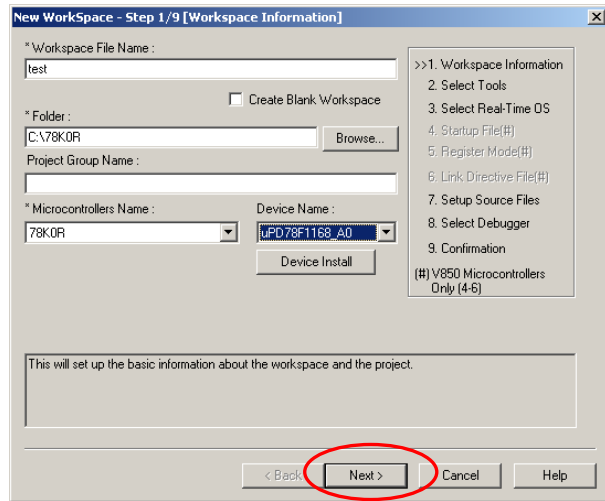 New WorkSpace - Step 1/9 [Workspace Information]
* Workspace File Name :
test
Create Blank Workspace
* Folder :
C:\78K0R
Browse...
Project Group Name :
* Microcontrollers Name :
Device Name :
78K0R
uPD78F1168_A0
Device Install
>>1. Workspace Information
2. Select Tools
3. Select Real-Time OS
4. Startup File(#)
5. Register Mode(#)
6. Link Directive File(#)
7. Setup Source Files
8. Select Debugger
9. Confirmation
(#) V850 Microcontrollers
Only (4-6)
This will set up the basic information about the workspace and the project.
< Back
Next >
Cancel
Help